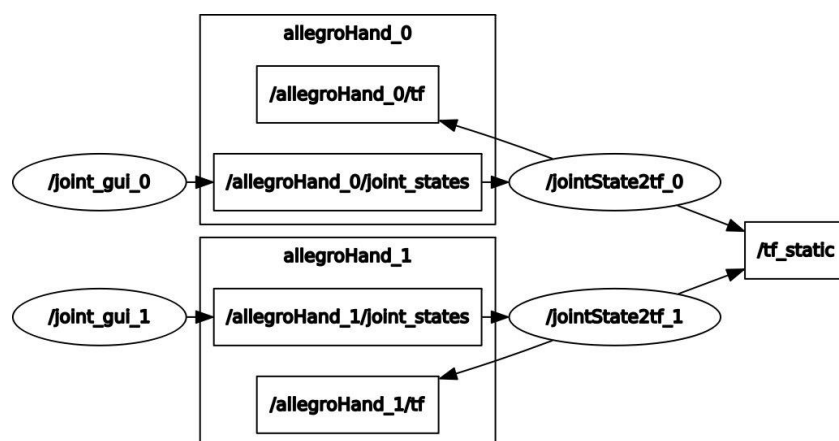 allegroHand_0
/allegroHand_0/tf
/joint_gui_0
/allegroHand_0/joint_states
/jointState2tf_0
/tf_static
allegroHand_1
/joint_gui_1
/allegroHand_1/joint_states
/jointState2tf_1
/allegroHand_1/tf